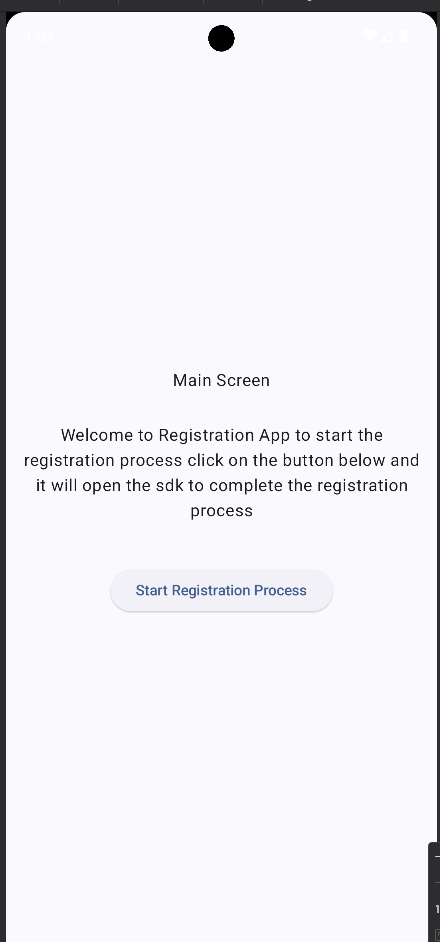 Main Screen
Welcome to Registration App to start the
registration process click on the button below and
it will open the sdk to complete the registration
process
Start Registration Process